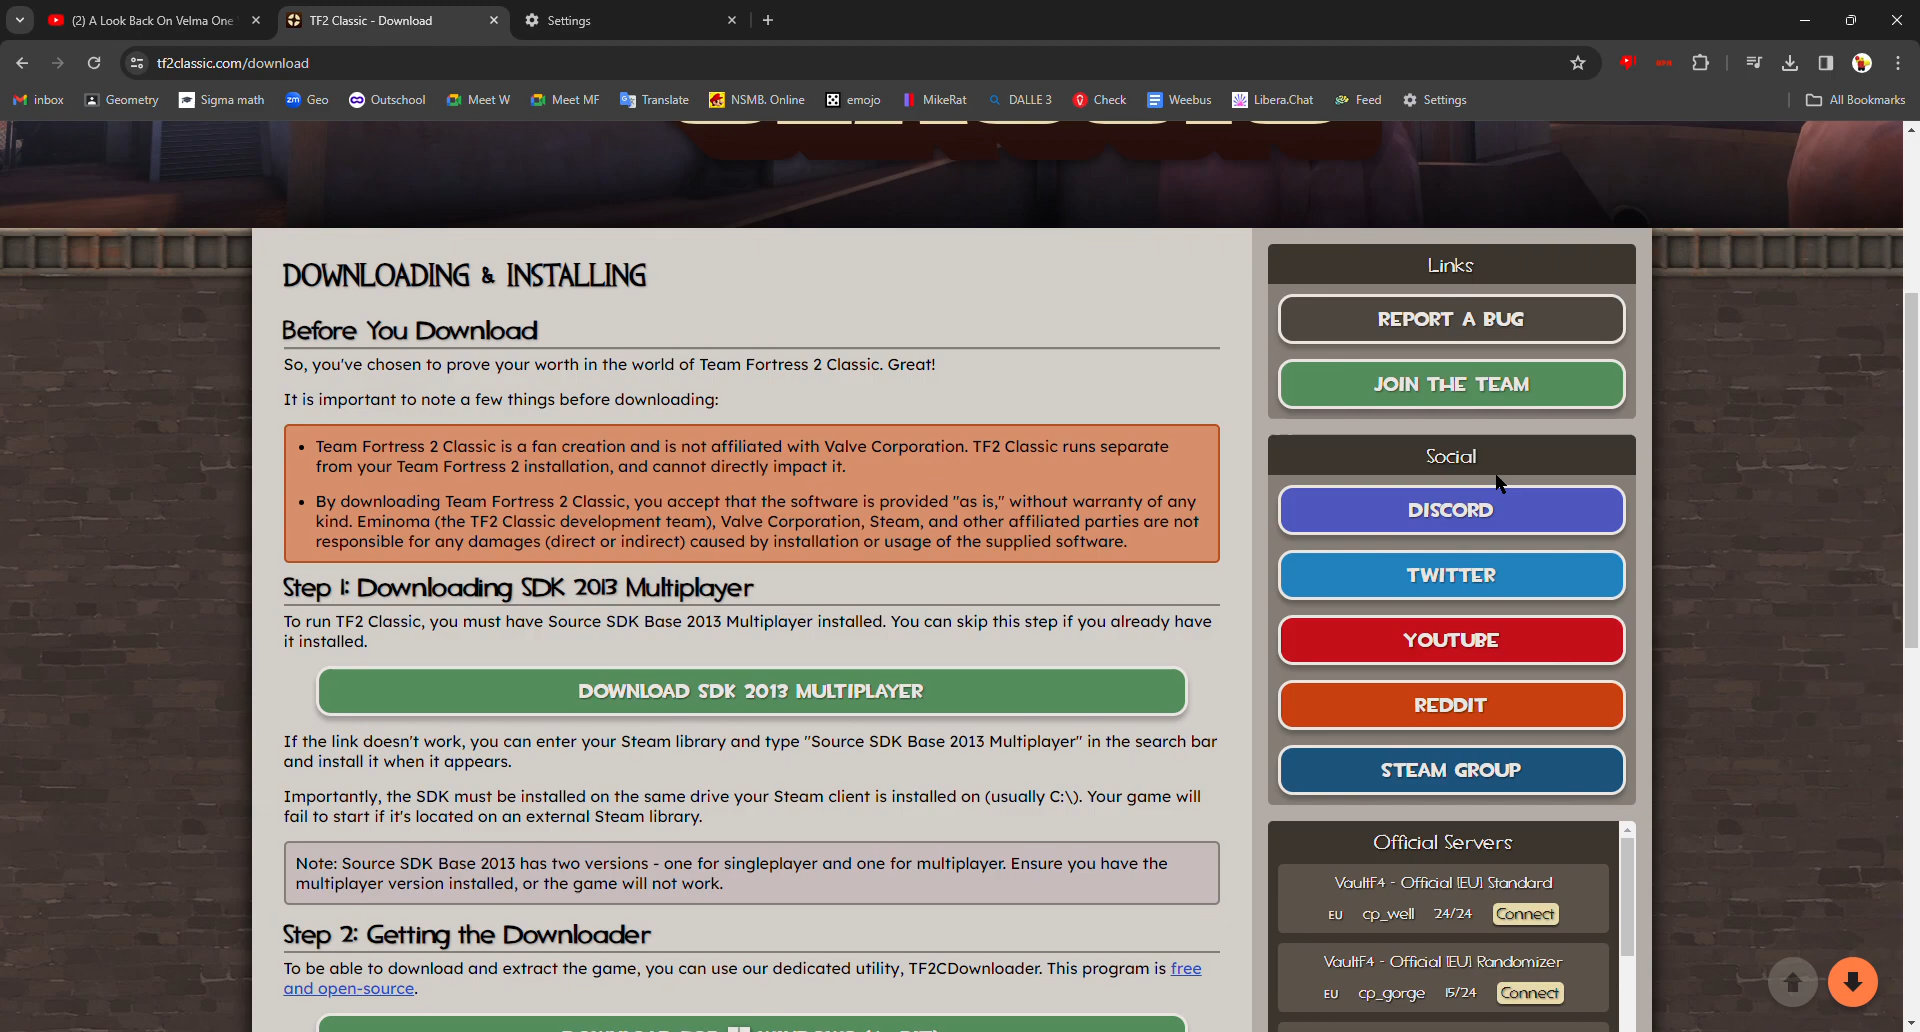 (2) A Look Back On Velma One
TF2 Classic - Download
Settings
tf2classic.com/download
inbox
Geometry
Sigma math
Geo
Outschool
Meet W
Meet MF
Translate
NSMB. Online
emojo
MikeRat
DALLE 3
Check
Weebus
Libera.Chat
Feed
Settings
All Bookmarks
DOWNLOADING & INSTALLING
Before You Download
So, you've chosen to prove your worth in the world of Team Fortress 2 Classic. Great!
It is important to note a few things before downloading:
• Team Fortress 2 Classic is a fan creation and is not affiliated with Valve Corporation. TF2 Classic runs separate
from your Team Fortress 2 installation, and cannot directly impact it.
• By downloading Team Fortress 2 Classic, you accept that the software is provided "as is," without warranty of any
kind. Eminoma (the TF2 Classic development team), Valve Corporation, Steam, and other affiliated parties are not
responsible for any damages (direct or indirect) caused by installation or usage of the supplied software.
Step 1: Downloading SDK 2013 Multiplayer
To run TF2 Classic, you must have Source SDK Base 2013 Multiplayer installed. You can skip this step if you already have
it installed.
DOWNLOAD SDK 2013 MULTIPLAYER
If the link doesn't work, you can enter your Steam library and type "Source SDK Base 2013 Multiplayer" in the search bar
and install it when it appears.
Importantly, the SDK must be installed on the same drive your Steam client is installed on (usually C:\). Your game will
fail to start if it's located on an external Steam library.
Note: Source SDK Base 2013 has two versions - one for singleplayer and one for multiplayer. Ensure you have the
multiplayer version installed, or the game will not work.
Step 2: Getting the Downloader
To be able to download and extract the game, you can use our dedicated utility, TF2CDownloader. This program is free
and open-source.
Links
REPORT A BUG
JOIN THE TEAM
Social
DISCORD
TWITTER
YOUTUBE
REDDIT
STEAM GROUP
Official Servers
VaultF4 - Official [EU] Standard
EU cp_well 24/24 Connect
VaultF4 - Official [EU] Randomizer
EU cp_gorge 15/24 Connect